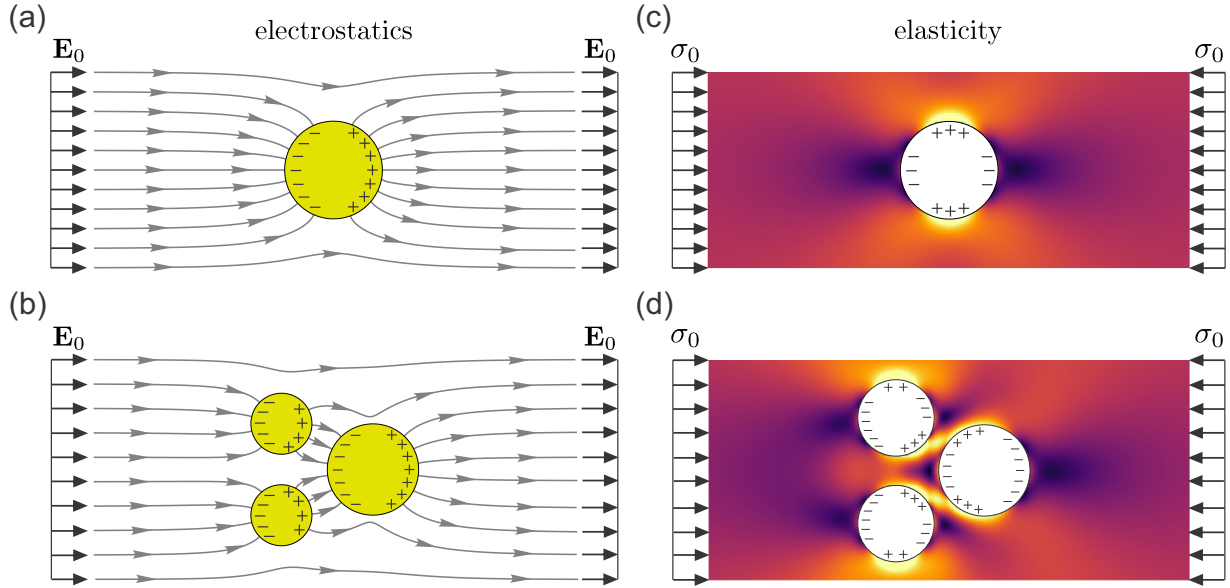 (a)
electrostatics
E₀
E₀
(c)
elasticity
σ₀
σ₀
(b)
E₀
E₀
(d)
σ₀
σ₀